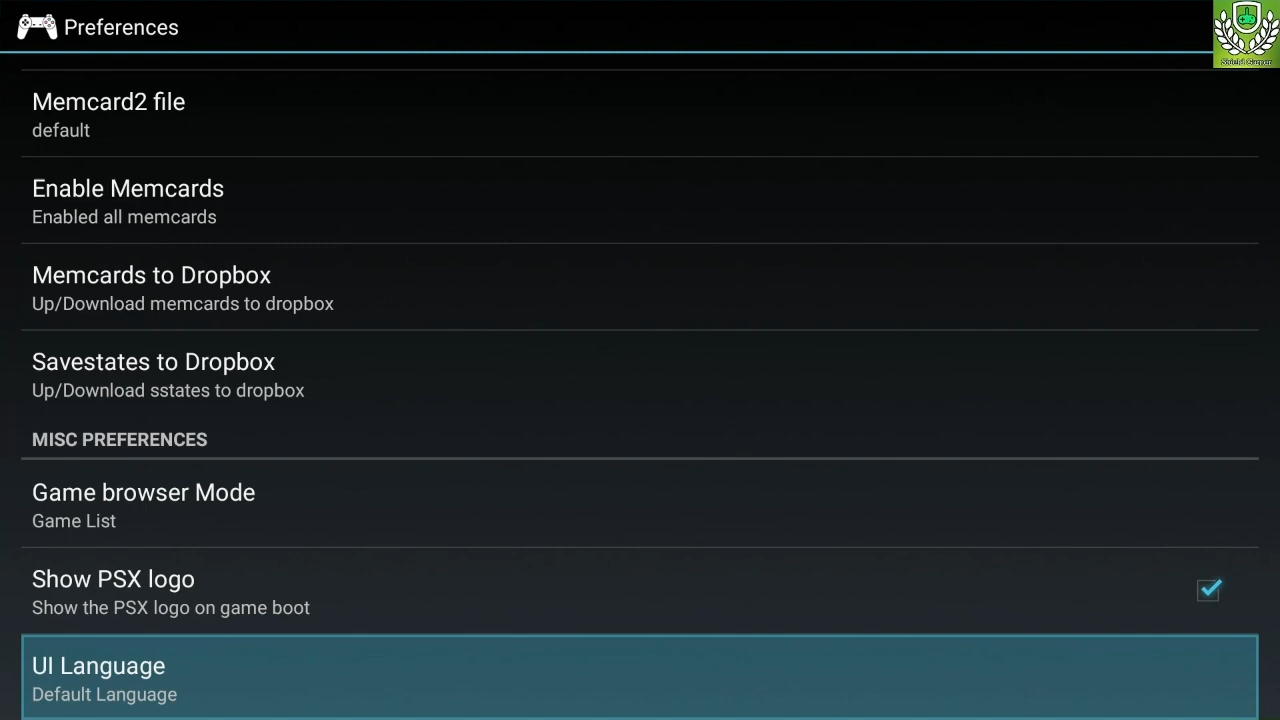 Preferences
Shield Gamer
Memcard2 file
default
Enable Memcards
Enabled all memcards
Memcards to Dropbox
Up/Download memcards to dropbox
Savestates to Dropbox
Up/Download sstates to dropbox
MISC PREFERENCES
Game browser Mode
Game List
Show PSX logo
Show the PSX logo on game boot
UI Language
Default Language